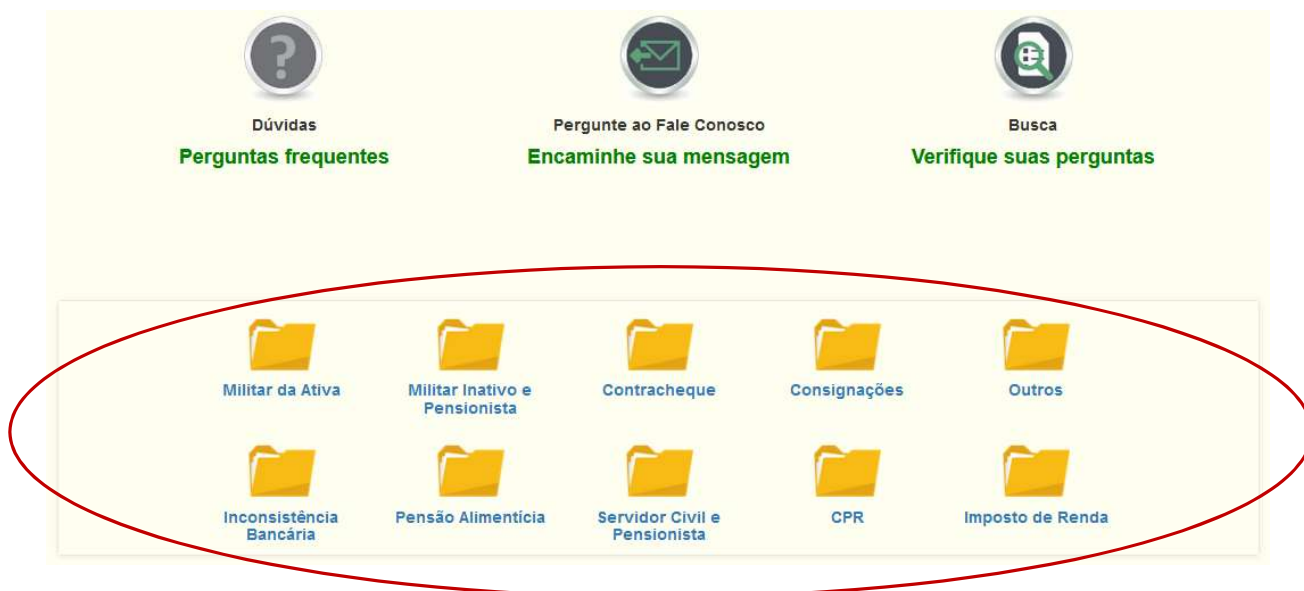 Dúvidas
Perguntas frequentes
Pergunte ao Fale Conosco
Encaminhe sua mensagem
Busca
Verifique suas perguntas
Militar da Ativa
Militar Inativo e
Pensionista
Contracheque
Consignações
Outros
Inconsistência
Bancária
Pensão Alimentícia
Servidor Civil e
Pensionista
CPR
Imposto de Renda